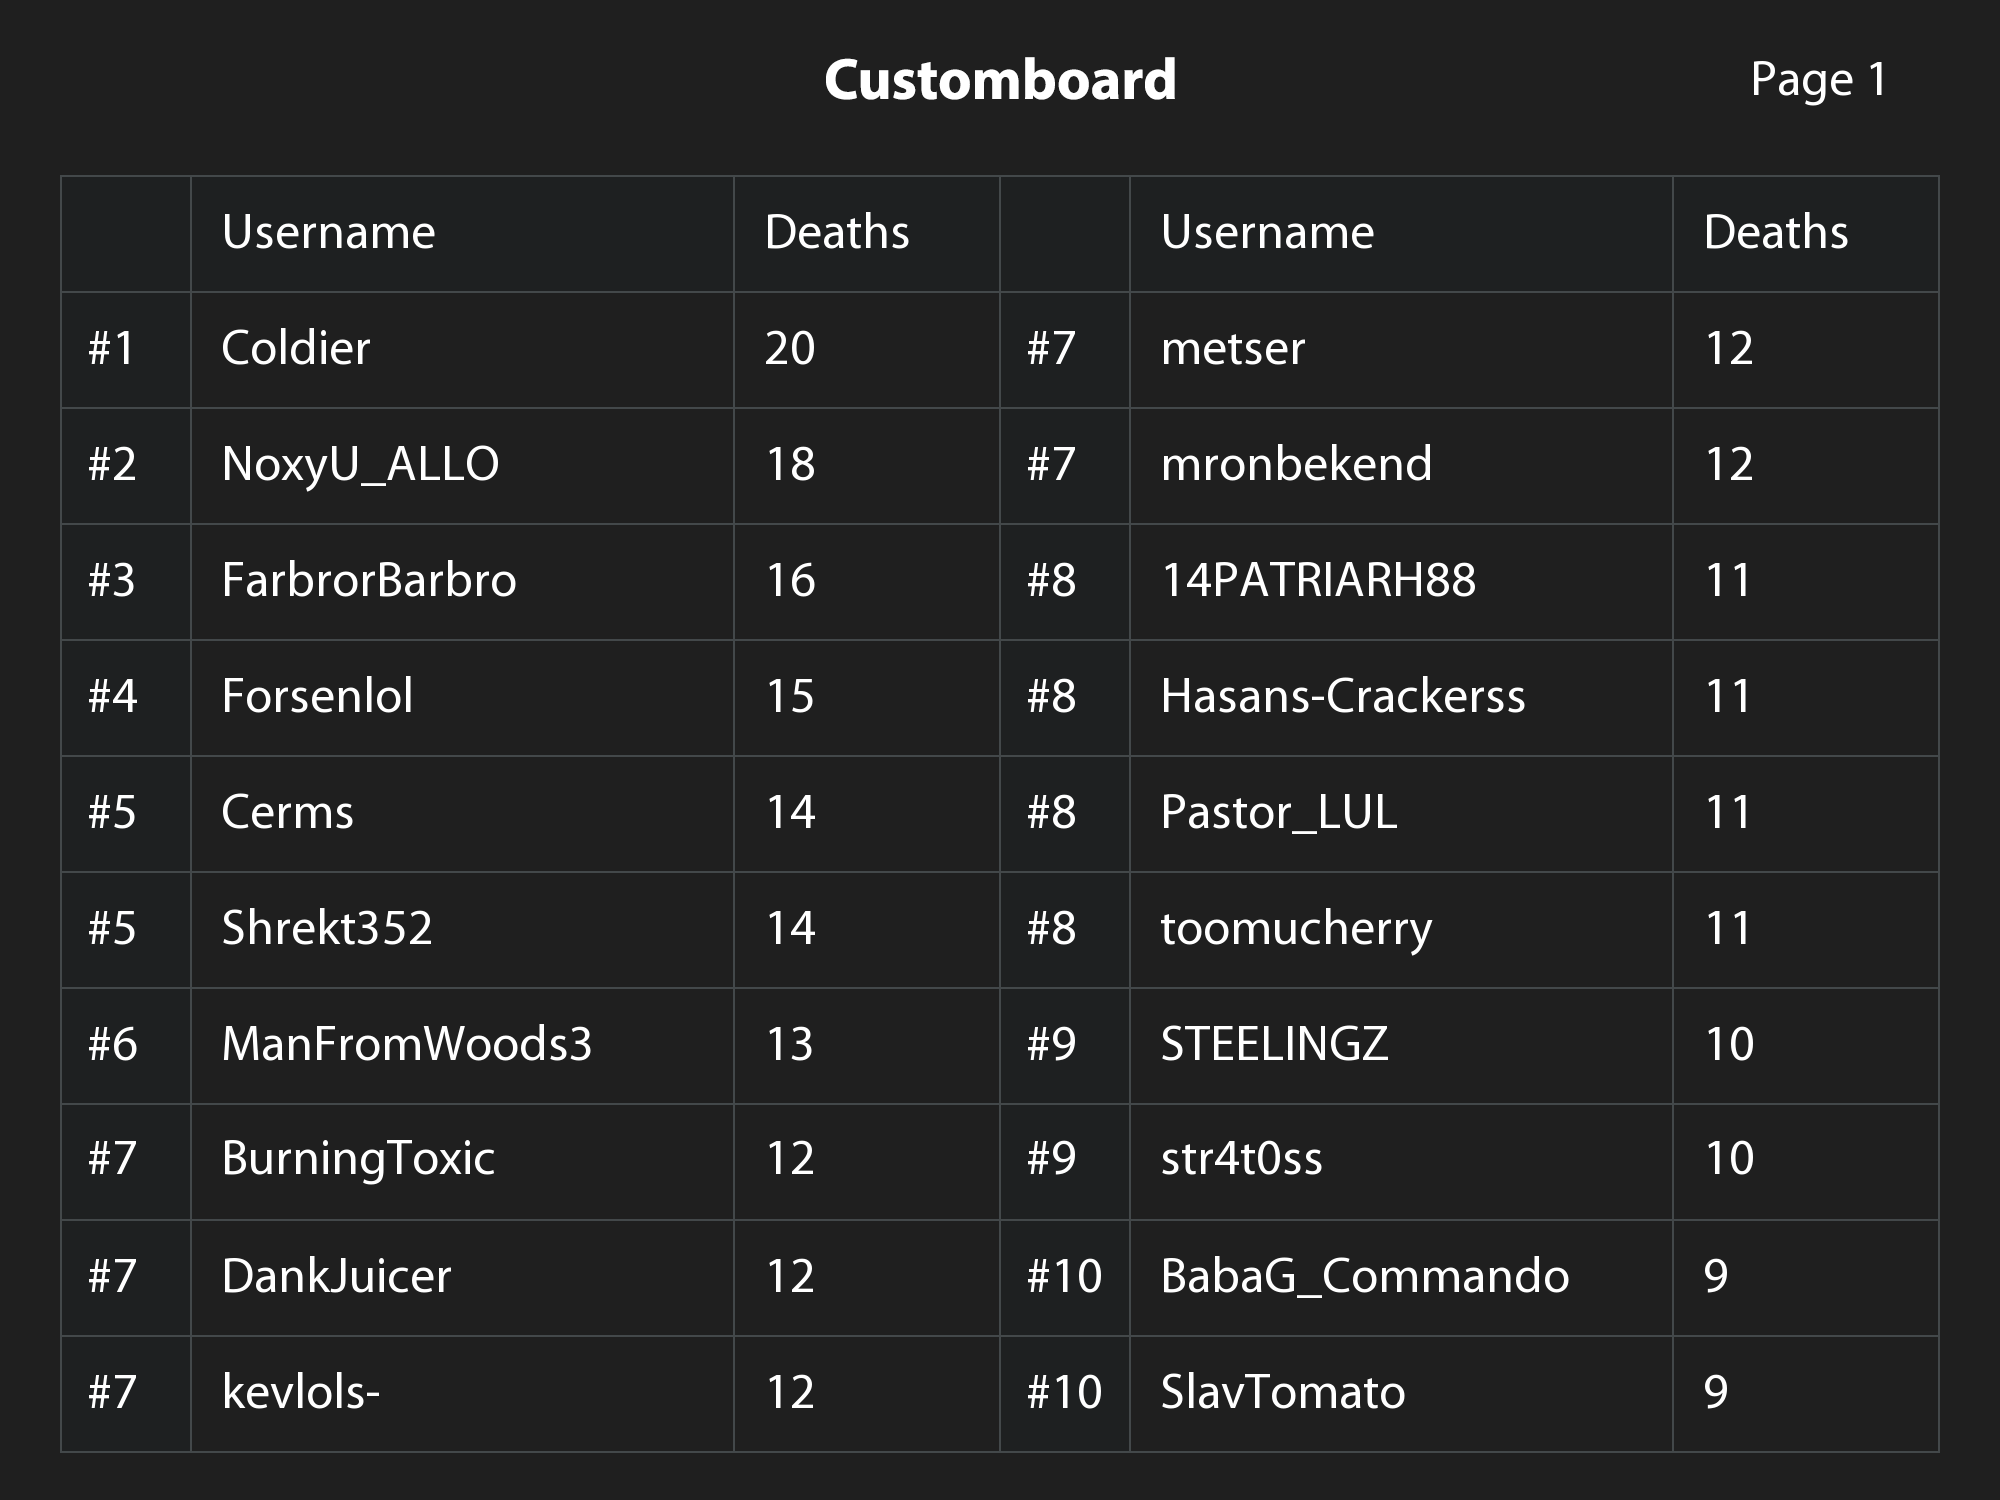 Customboard
Page 1
Username Deaths Username Deaths
#1 Coldier 20 #7 metser 12
#2 NoxyU_ALLO 18 #7 mronbekend 12
#3 FarbrorBarbro 16 #8 14PATRIARH88 11
#4 Forsenlol 15 #8 Hasans-Crackerss 11
#5 Cerms 14 #8 Pastor_LUL 11
#5 Shrekt352 14 #8 toomucherry 11
#6 ManFromWoods3 13 #9 STEELINGZ 10
#7 BurningToxic 12 #9 str4t0ss 10
#7 DankJuicer 12 #10 BabaG_Commando 9
#7 kevlols- 12 #10 SlavTomato 9